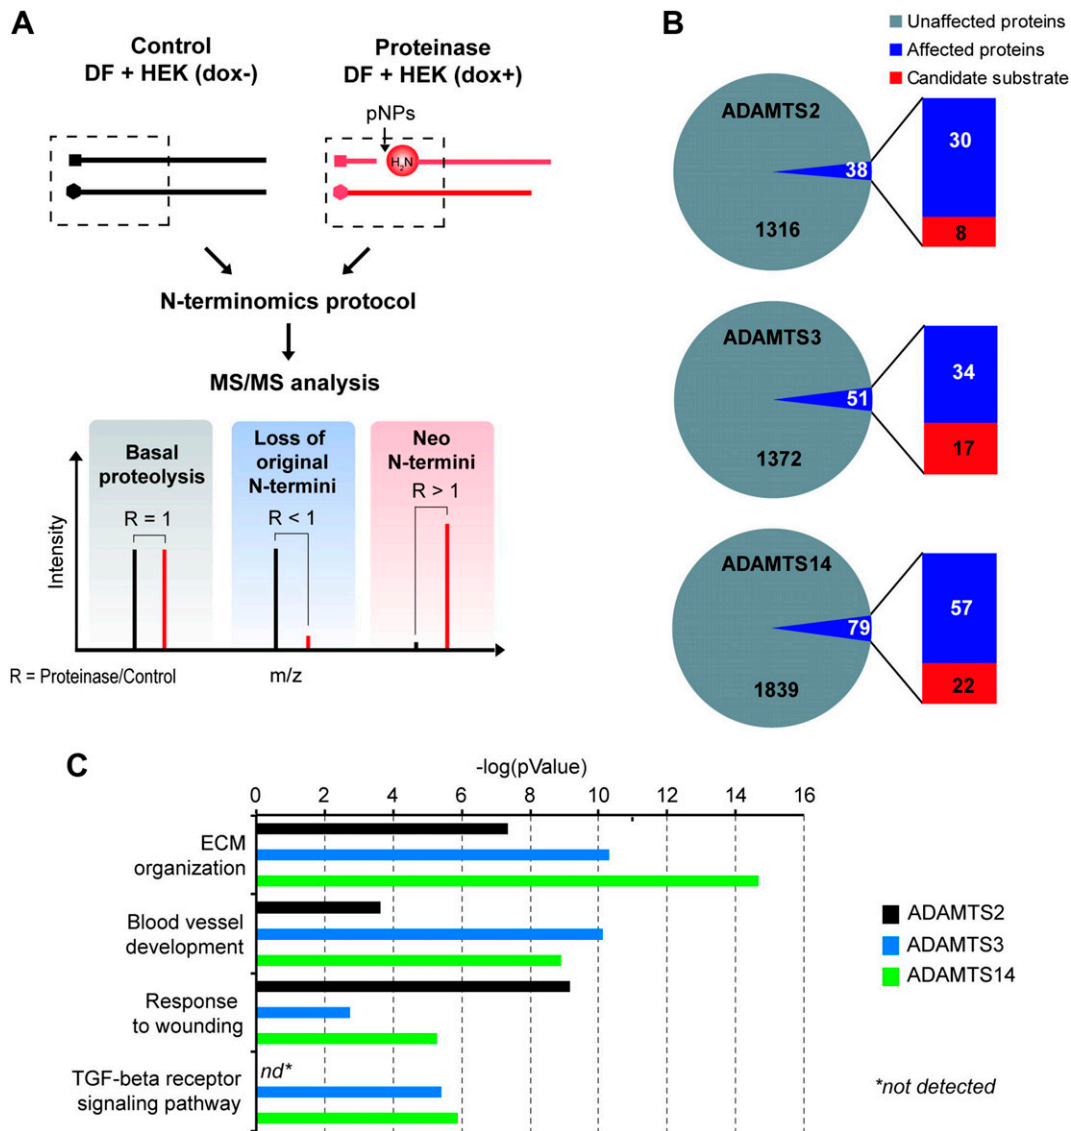 A
Control
DF + HEK (dox-)
Proteinase
DF + HEK (dox+)
pNPs
H2N
N-terminomics protocol
MS/MS analysis
Basal
proteolysis
R = 1
Loss of
original
N-termini
R < 1
Neo
N-termini
R > 1
Intensity
R = Proteinase/Control
m/z
B
Unaffected proteins
Affected proteins
Candidate substrate
ADAMTS2
38
1316
30
8
ADAMTS3
51
1372
34
17
ADAMTS14
79
1839
57
22
C
-log(pValue)
0 2 4 6 8 10 12 14 16
ECM
organization
Blood vessel
development
Response
to wounding
TGF-beta receptor
signaling pathway
nd*
ADAMTS2
ADAMTS3
ADAMTS14
*not detected